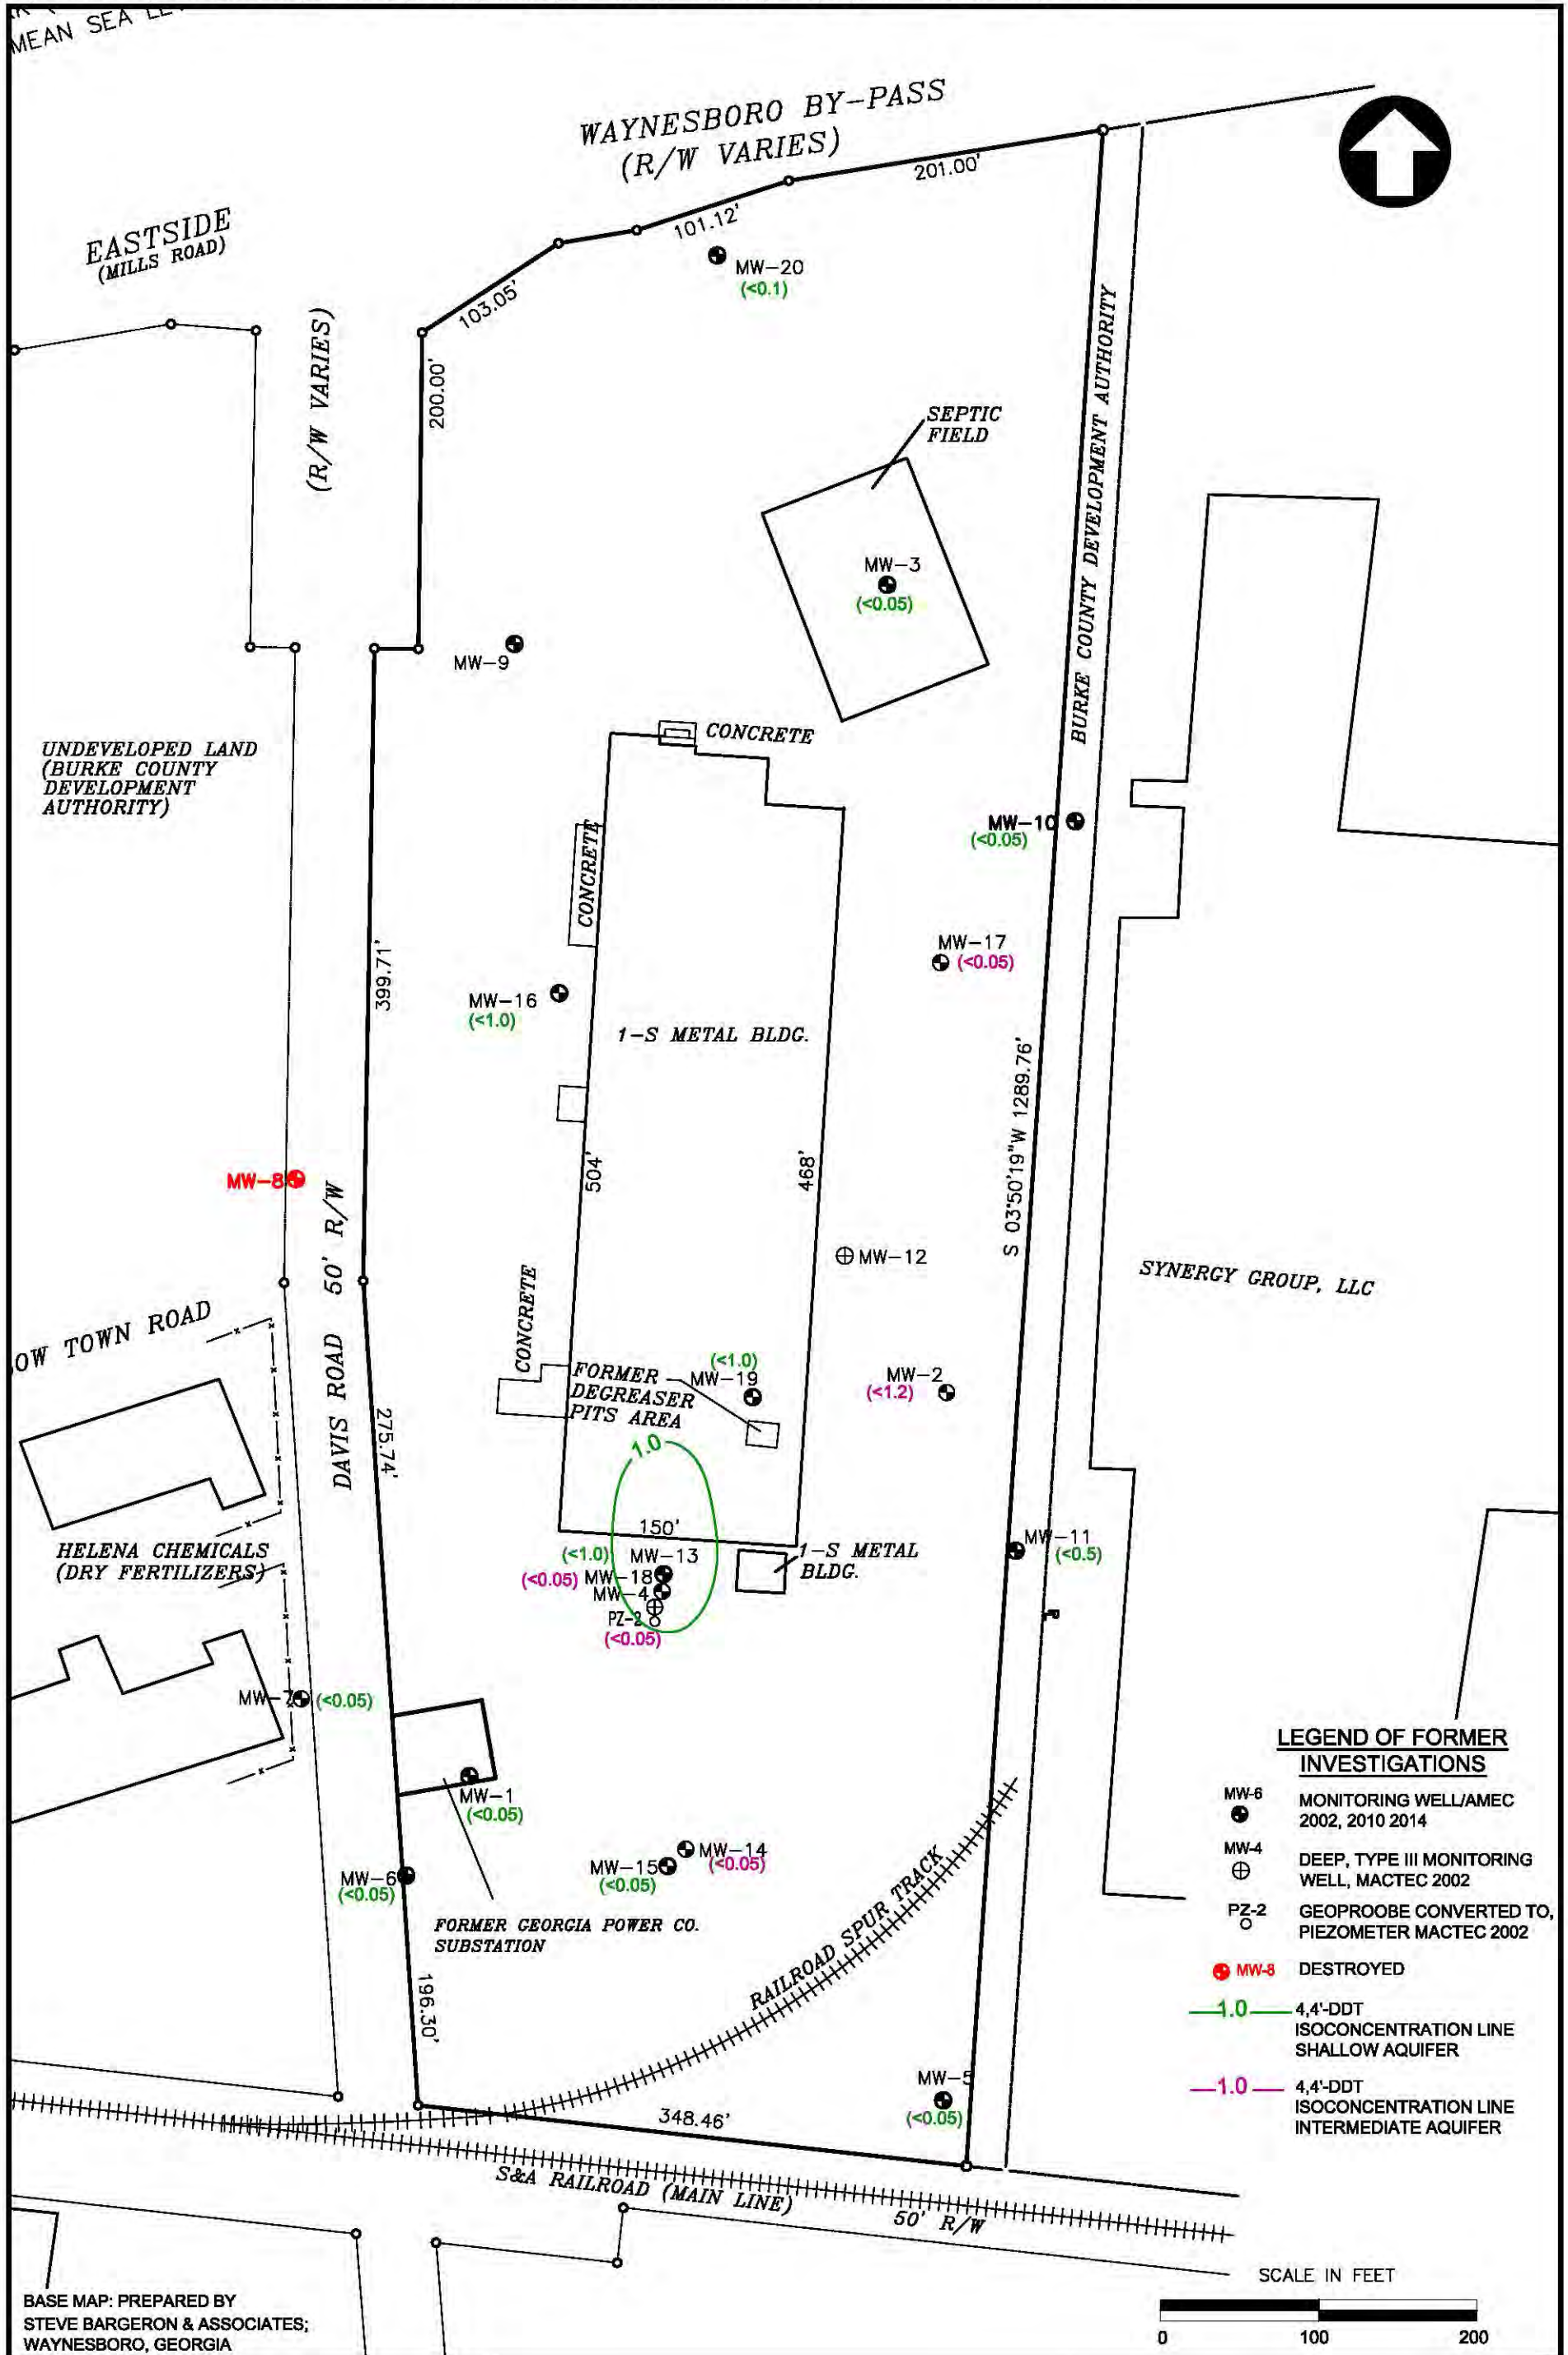 MEAN SEA
WAYNESBORO BY-PASS
(R/W VARIES)
201.00'
101.12'
103.05'
EASTSIDE
(MILLS ROAD)
(R/W VARIES)
200.00'
MW-20
(<0.1)
SEPTIC
FIELD
BURKE COUNTY DEVELOPMENT AUTHORITY
MW-3
(<0.05)
MW-9
UNDEVELOPED LAND
(BURKE COUNTY
DEVELOPMENT
AUTHORITY)
CONCRETE
CONCRETE
MW-10
(<0.05)
MW-17
(<0.05)
399.71'
MW-16
(<1.0)
1-S METAL BLDG.
S 03°50'19"W 1289.76'
504'
468'
MW-8
DAVIS ROAD 50' R/W
MW-12
SYNERGY GROUP, LLC
OW TOWN ROAD
CONCRETE
275.74'
FORMER
DEGREASER
PITS AREA
(<1.0)
MW-19
MW-2
(<1.2)
1.0
150'
HELENA CHEMICALS
(DRY FERTILIZERS)
(<1.0) MW-13
(<0.05) MW-18
MW-4
PZ-2
(<0.05)
1-S METAL
BLDG.
MW-11
(<0.5)
MW-7 (<0.05)
MW-1
(<0.05)
MW-6
(<0.05)
MW-14
(<0.05)
MW-15
(<0.05)
FORMER GEORGIA POWER CO.
SUBSTATION
RAILROAD SPUR TRACK
196.30'
MW-5
(<0.05)
348.46'
S&A RAILROAD (MAIN LINE)
50' R/W
LEGEND OF FORMER
INVESTIGATIONS
MW-6
MONITORING WELL/AMEC
2002, 2010 2014
MW-4
DEEP, TYPE III MONITORING
WELL, MACTEC 2002
PZ-2
GEOPROOBE CONVERTED TO,
PIEZOMETER MACTEC 2002
MW-8 DESTROYED
1.0 4,4'-DDT
ISOCONCENTRATION LINE
SHALLOW AQUIFER
1.0 4,4'-DDT
ISOCONCENTRATION LINE
INTERMEDIATE AQUIFER
SCALE IN FEET
0 100 200
BASE MAP: PREPARED BY
STEVE BARGERON & ASSOCIATES;
WAYNESBORO, GEORGIA